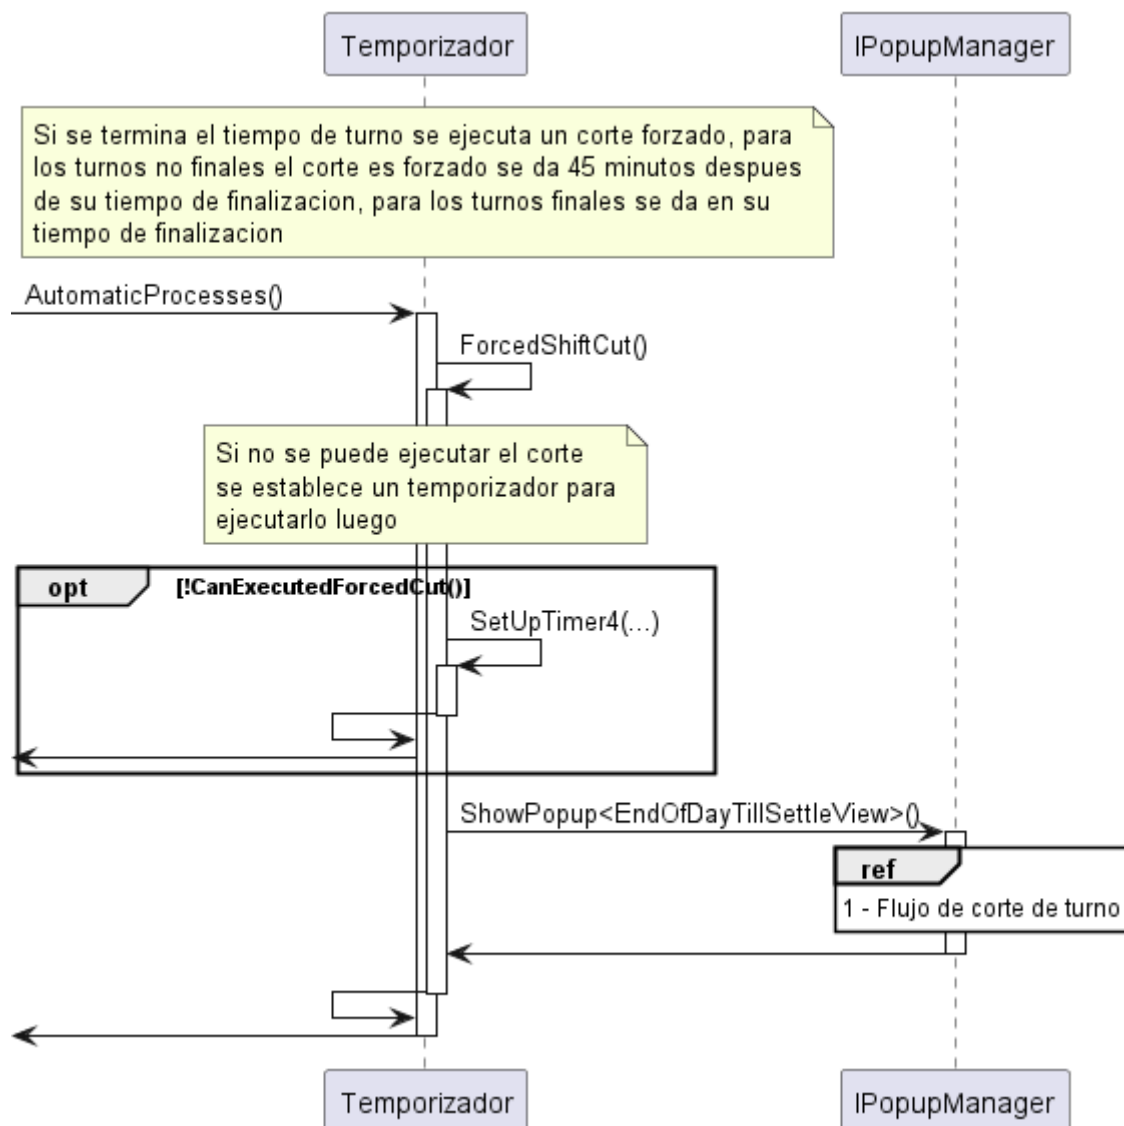 Temporizador
IPopupManager
Si se termina el tiempo de turno se ejecuta un corte forzado, para
los turnos no finales el corte es forzado se da 45 minutos despues
de su tiempo de finalizacion, para los turnos finales se da en su
tiempo de finalizacion
AutomaticProcesses()
ForcedShiftCut()
Si no se puede ejecutar el corte
se establece un temporizador para
ejecutarlo luego
opt
[!CanExecutedForcedCut()]
SetUpTimer4(...)
ShowPopup<EndOfDayTillSettleView>()
ref
1 - Flujo de corte de turno
Temporizador
IPopupManager